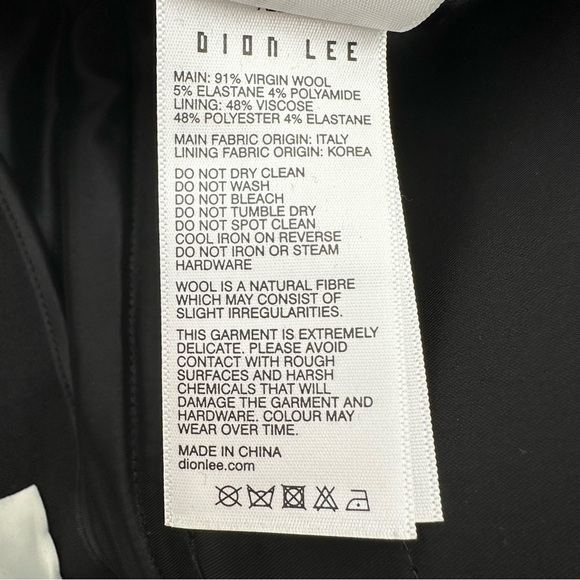 DION LEE
MAIN: 91% VIRGIN WOOL
5% ELASTANE 4% POLYAMIDE
LINING: 48% VISCOSE
48% POLYESTER 4% ELASTANE
MAIN FABRIC ORIGIN: ITALY
LINING FABRIC ORIGIN: KOREA
DO NOT DRY CLEAN
DO NOT WASH
DO NOT BLEACH
DO NOT TUMBLE DRY
DO NOT SPOT CLEAN
COOL IRON ON REVERSE
DO NOT IRON OR STEAM
HARDWARE
WOOL IS A NATURAL FIBRE
WHICH MAY CONSIST OF
SLIGHT IRREGULARITIES.
THIS GARMENT IS EXTREMELY
DELICATE. PLEASE AVOID
CONTACT WITH ROUGH
SURFACES AND HARSH
CHEMICALS THAT WILL
DAMAGE THE GARMENT AND
HARDWARE. COLOUR MAY
WEAR OVER TIME.
MADE IN CHINA
dionlee.com